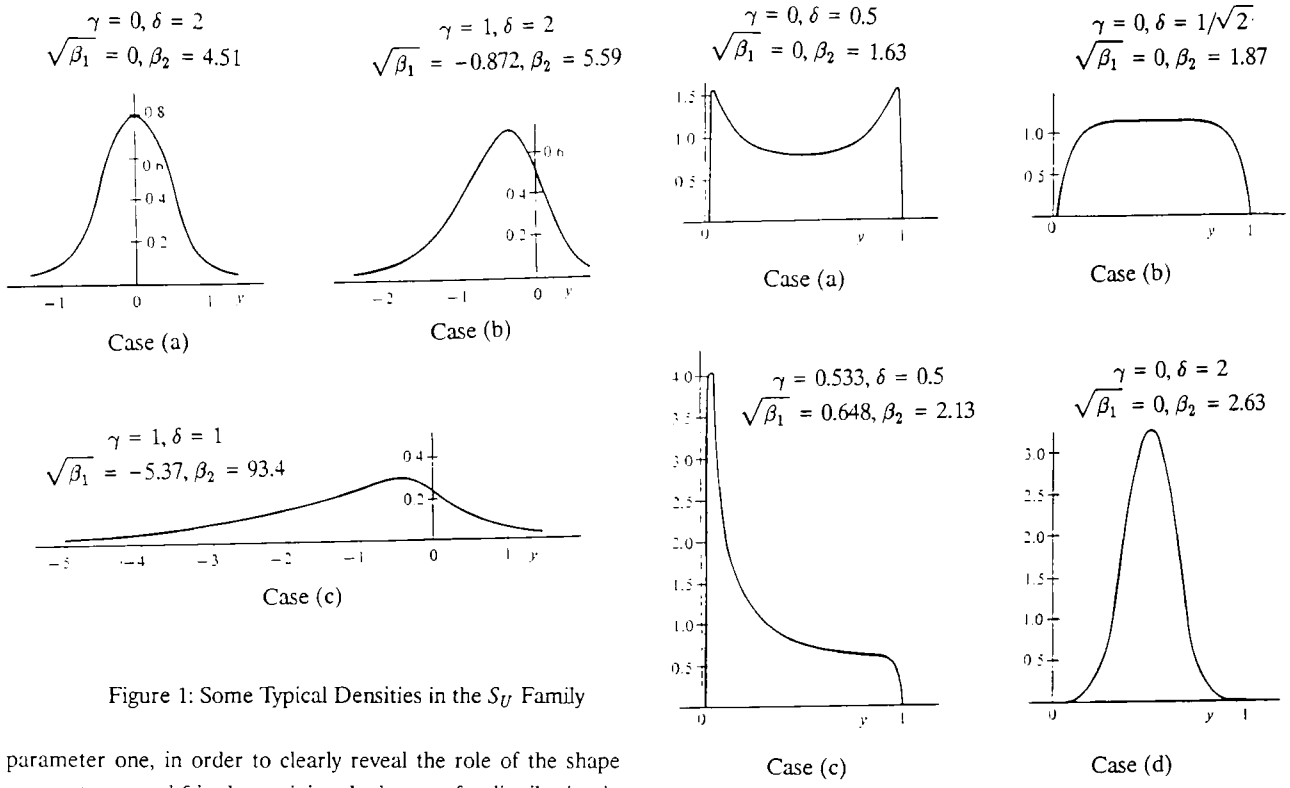 γ = 0, δ = 2
√β₁ = 0, β₂ = 4.51
0.8
0.6
0.4
0.2
−1 0 1 y
Case (a)
γ = 1, δ = 2
√β₁ = −0.872, β₂ = 5.59
0.6
0.4
0.2
−2 −1 0 y
Case (b)
γ = 1, δ = 1
√β₁ = −5.37, β₂ = 93.4
0.4
0.2
−5 −4 −3 −2 −1 0 1 y
Case (c)
Figure 1: Some Typical Densities in the S_U Family
parameter one, in order to clearly reveal the role of the shape
γ = 0, δ = 0.5
√β₁ = 0, β₂ = 1.63
1.5
1.0
0.5
0 y 1
Case (a)
γ = 0, δ = 1/√2
√β₁ = 0, β₂ = 1.87
1.0
0.5
0 y 1
Case (b)
γ = 0.533, δ = 0.5
√β₁ = 0.648, β₂ = 2.13
4.0
3.5
3.0
2.5
2.0
1.5
1.0
0.5
0 y 1
Case (c)
γ = 0, δ = 2
√β₁ = 0, β₂ = 2.63
3.0
2.5
2.0
1.5
1.0
0.5
0 y 1
Case (d)